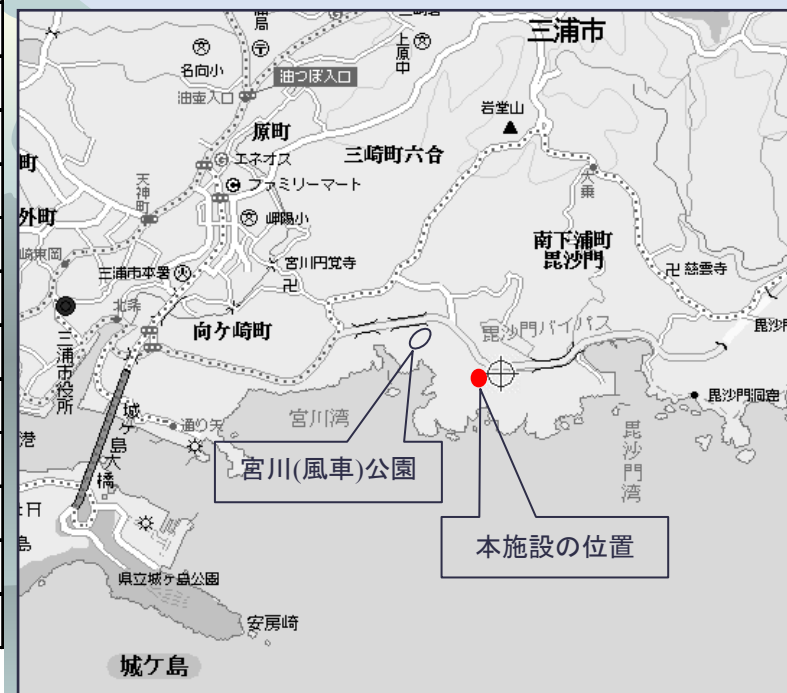 三浦市
局
名向小
油壷入口
油つぼ入口
上原中
岩堂山
原町
エネオス
三崎町六合
ファミリーマート
町
天神町
外町
岬陽小
大乗
南下浦町
毘沙門
崎東岡
三浦市本署
宮川円覚寺
慈雲寺
北条
向ケ崎町
毘沙門バイパス
三浦市役所
毘沙門洞窟
城ケ島大橋
通り矢
宮川湾
毘沙門湾
港
宮川(風車)公園
本施設の位置
島
県立城ケ島公園
安房崎
城ケ島